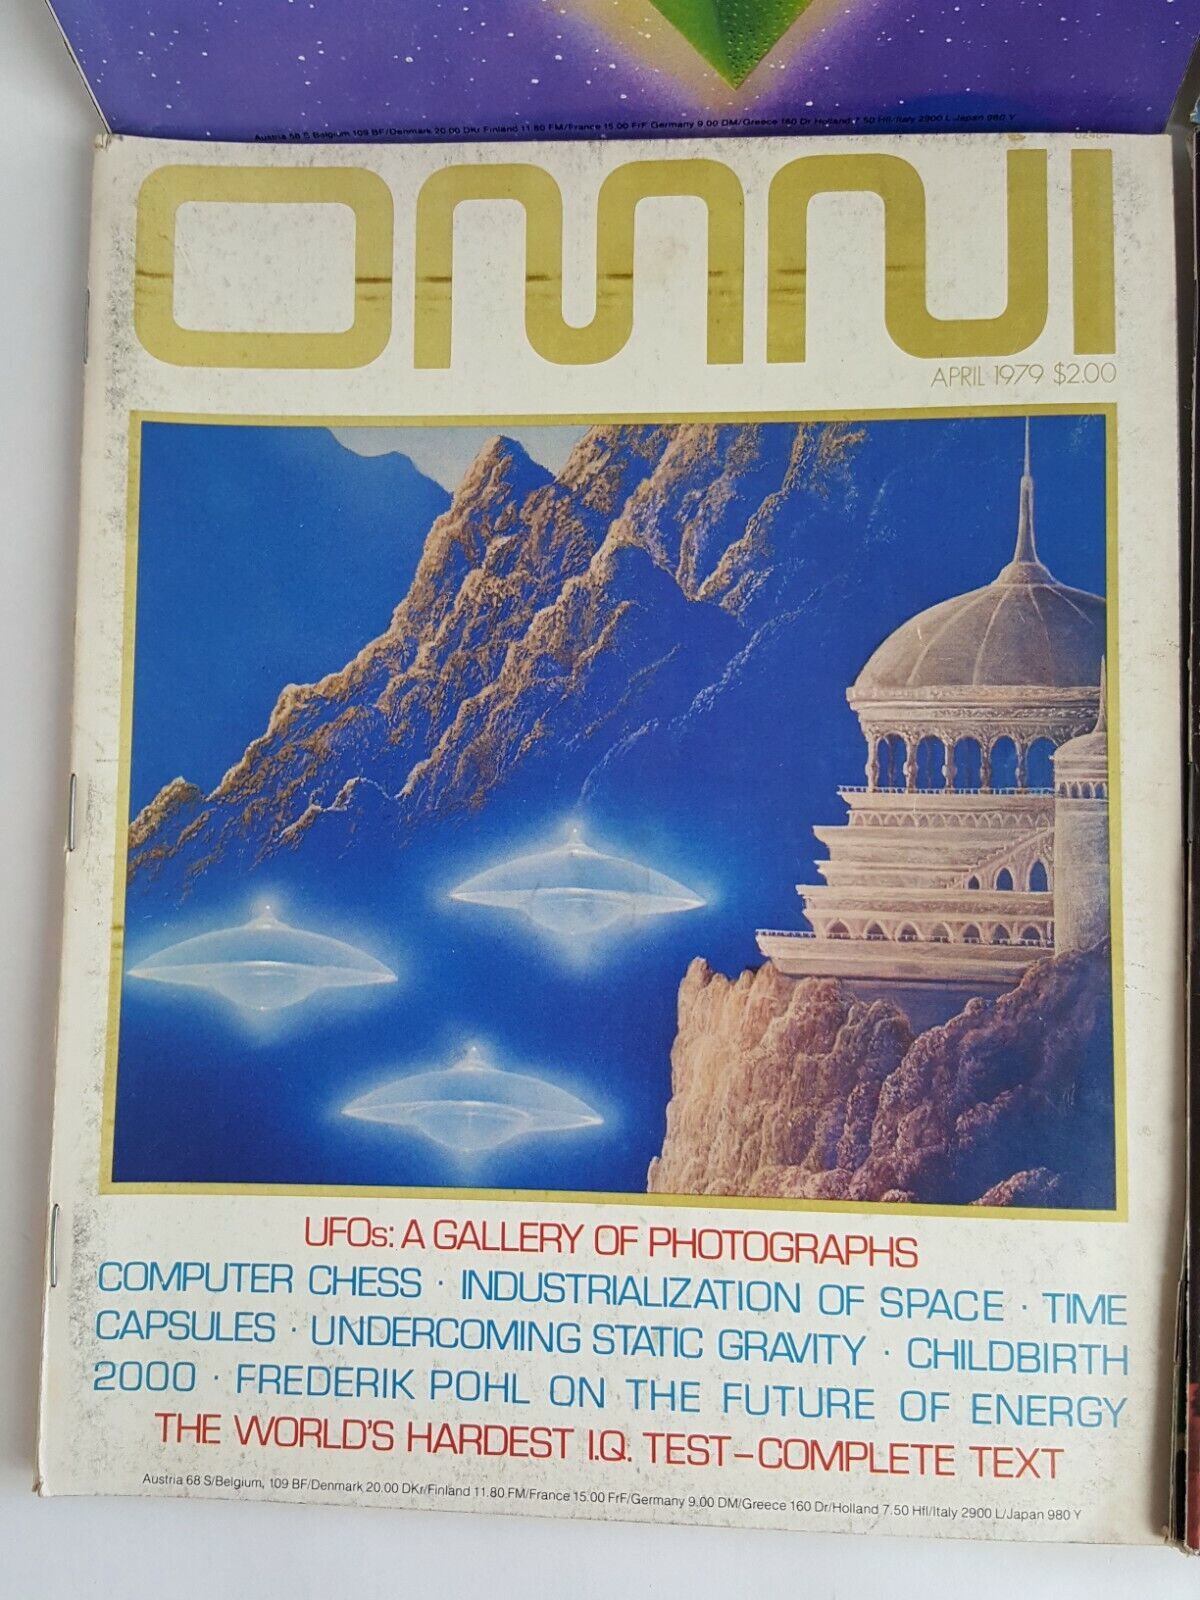 Austria 68 S Belgium 109 BF/Denmark 20.00 DKr Finland 11.80 FM/France 15.00 FrF Germany 9.00 DM/Greece 160 Dr Holland 7.50 Hfl/Italy 2900 L Japan 980 Y
OMNI
APRIL 1979 $2.00
UFOs: A GALLERY OF PHOTOGRAPHS
COMPUTER CHESS · INDUSTRIALIZATION OF SPACE · TIME
CAPSULES · UNDERCOMING STATIC GRAVITY · CHILDBIRTH
2000 · FREDERIK POHL ON THE FUTURE OF ENERGY
THE WORLD'S HARDEST I.Q. TEST–COMPLETE TEXT
Austria 68 S/Belgium, 109 BF/Denmark 20.00 DKr/Finland 11.80 FM/France 15.00 FrF/Germany 9.00 DM/Greece 160 Dr/Holland 7.50 Hfl/Italy 2900 L/Japan 980 Y